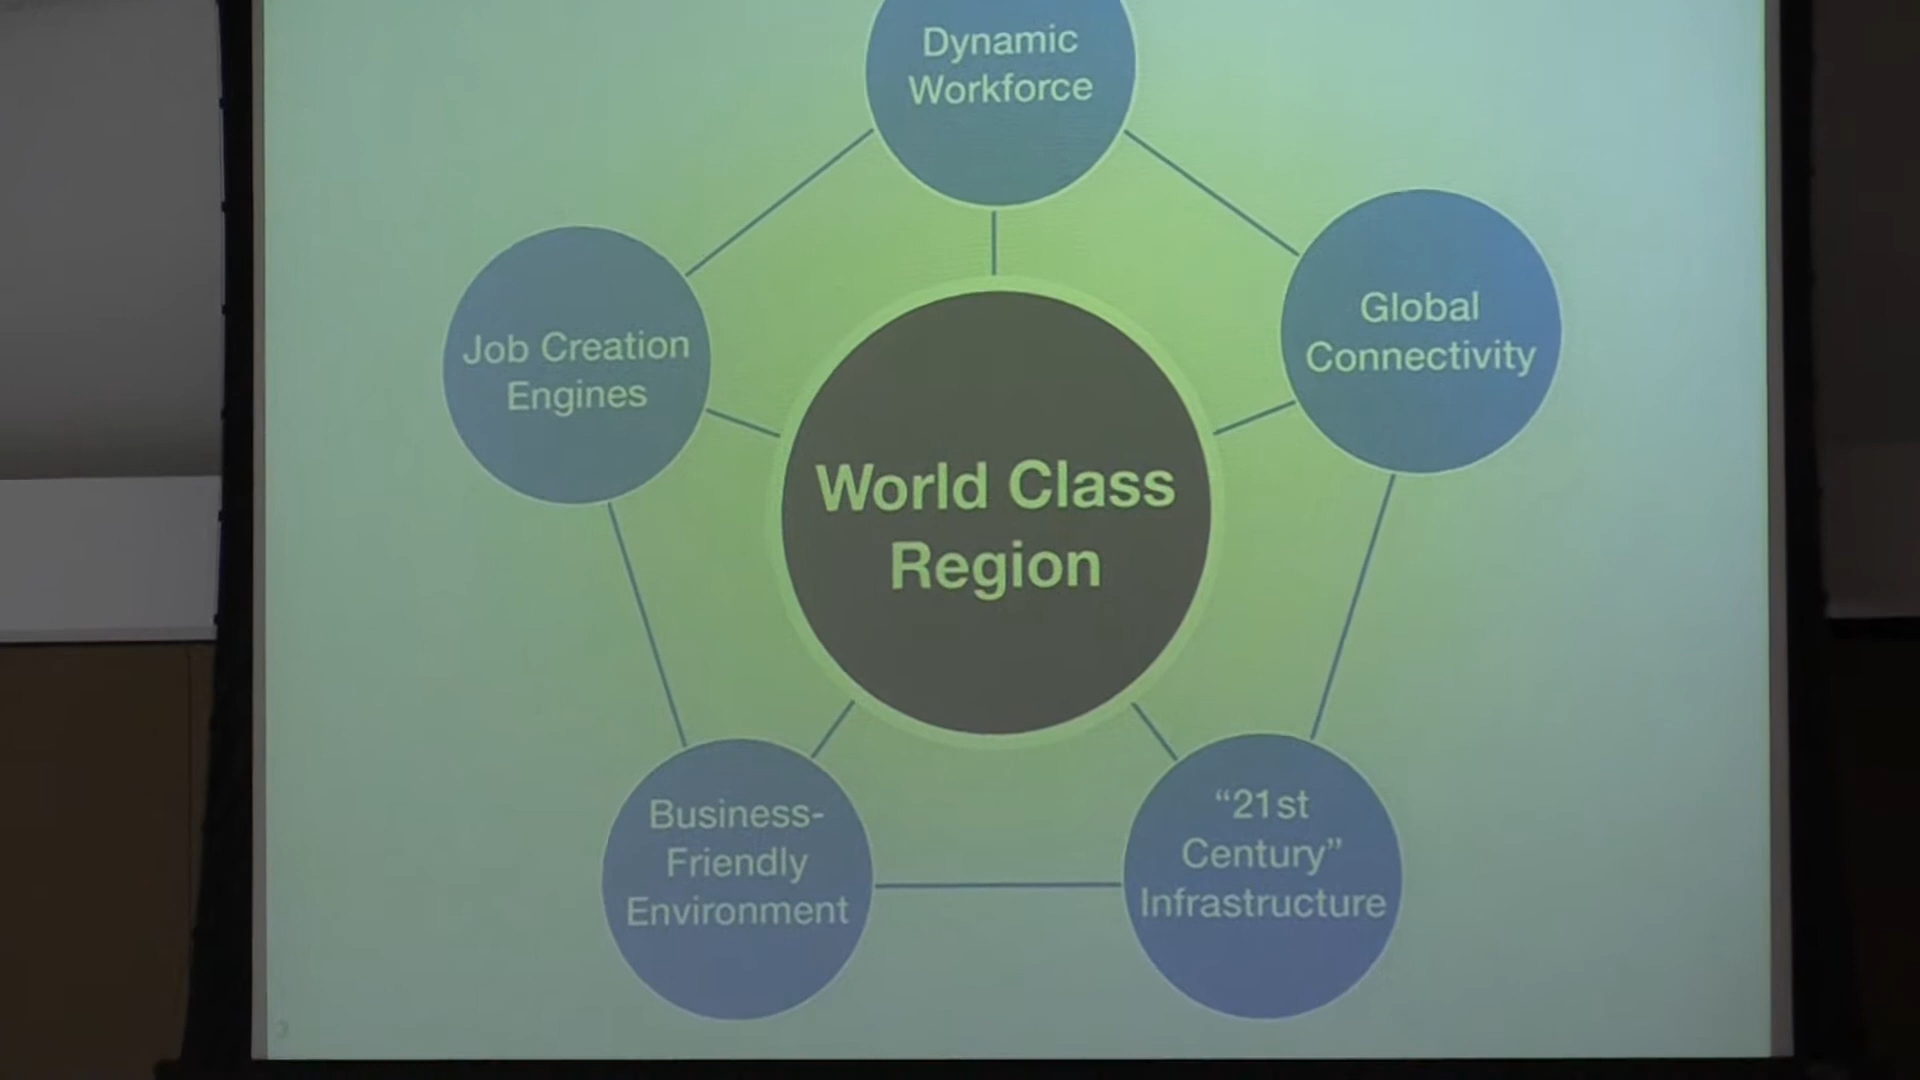 Dynamic
Workforce
Global
Connectivity
Job Creation
Engines
World Class
Region
Business-
Friendly
Environment
“21st
Century”
Infrastructure